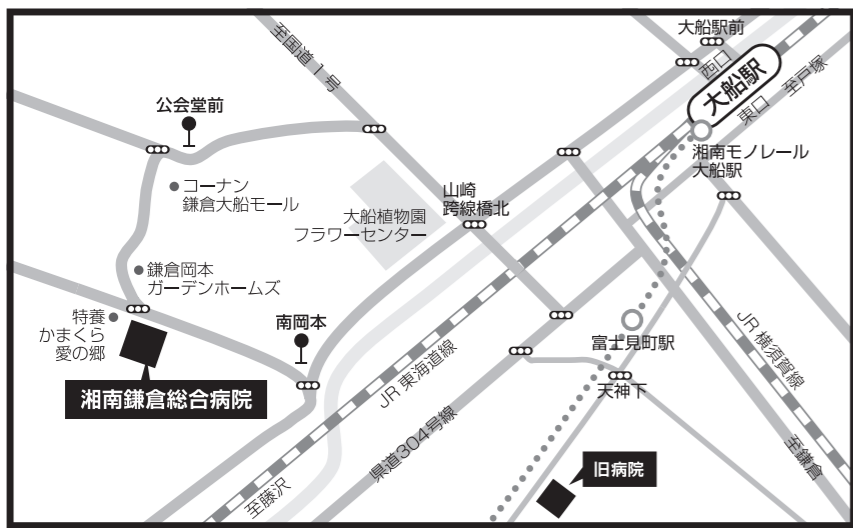 大船駅前
至国道1号
西口
大船駅
東口
至戸塚
公会堂前
湘南モノレール
大船駅
コーナン
鎌倉大船モール
山崎
跨線橋北
大船植物園
フラワーセンター
鎌倉岡本
ガーデンホームズ
特養
かまくら
愛の郷
南岡本
富士見町駅
JR 横須賀線
JR 東海道線
天神下
湘南鎌倉総合病院
県道304号線
至鎌倉
旧病院
至藤沢